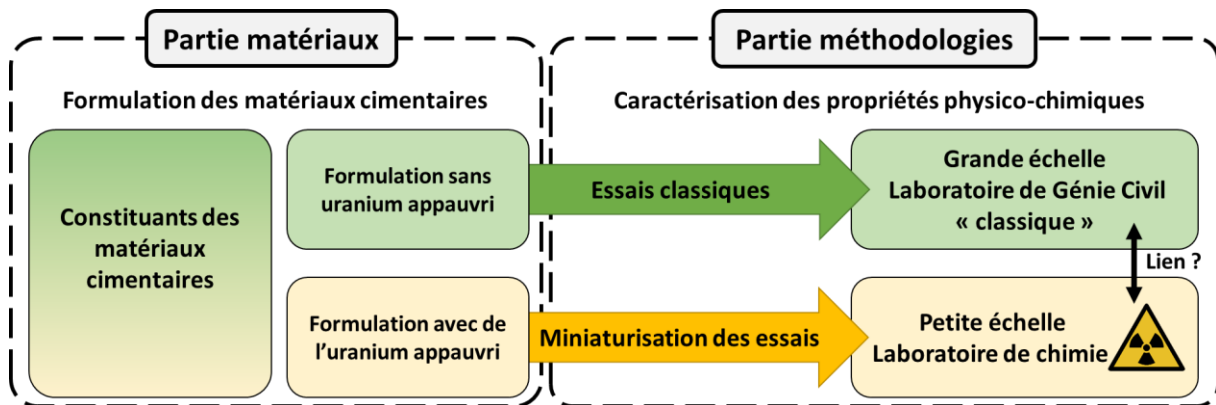 Partie matériaux
Partie méthodologies
Formulation des matériaux cimentaires
Caractérisation des propriétés physico-chimiques
Constituants des
matériaux
cimentaires
Formulation sans
uranium appauvri
Essais classiques
Grande échelle
Laboratoire de Génie Civil
« classique »
Lien ?
Formulation avec de
l’uranium appauvri
Miniaturisation des essais
Petite échelle
Laboratoire de chimie